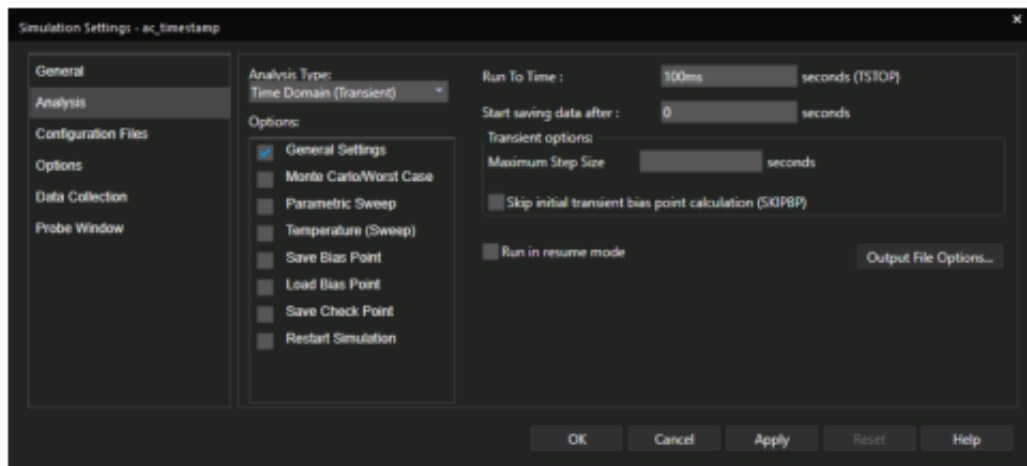 Simulation Settings - ac_timestamp
General
Analysis
Configuration Files
Options
Data Collection
Probe Window
Analysis Type:
Time Domain (Transient)
Options:
General Settings
Monte Carlo/Worst Case
Parametric Sweep
Temperature (Sweep)
Save Bias Point
Load Bias Point
Save Check Point
Restart Simulation
Run To Time : 100ms seconds (TSTOP)
Start saving data after : 0 seconds
Transient options:
Maximum Step Size seconds
Skip initial transient bias point calculation (SKIPBP)
Run in resume mode
Output File Options...
OK Cancel Apply Reset Help